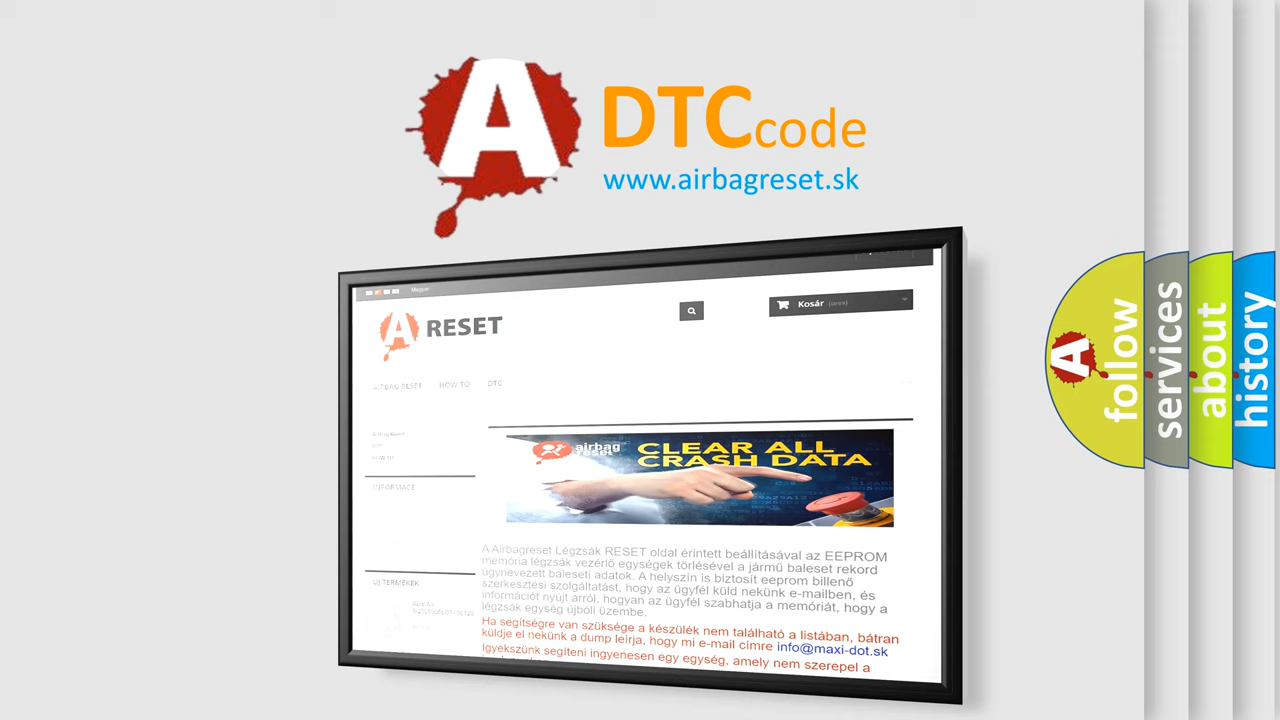 A
DTCcode
www.airbagreset.sk
Magyar
A RESET
Kosár (üres)
AIRBAG RESET HOW TO DTC
INFORMACE
ÚJ TERMÉKEK
airbag
reset
CLEAR ALL
CRASH DATA
A Airbagreset Légzsák RESET oldal érintett beállításával az EEPROM
memória légzsák vezérlő egységek törlésével a jármű baleset rekord
úgynevezett baleseti adatok. A helyszín is biztosít eeprom billenő
szerkesztési szolgáltatást, hogy az ügyfél küld nekünk e-mailben, és
információt nyújt arról, hogyan az ügyfél szabhatja a memóriát, hogy a
légzsák egység újbóli üzembe.
Ha segítségre van szüksége a készülék nem található a listában, bátran
küldje el nekünk a dump leírja, hogy mi e-mail címre info@maxi-dot.sk
Igyekszünk segíteni ingyenesen egy egység, amely nem szerepel a
A
follow
services
about
history